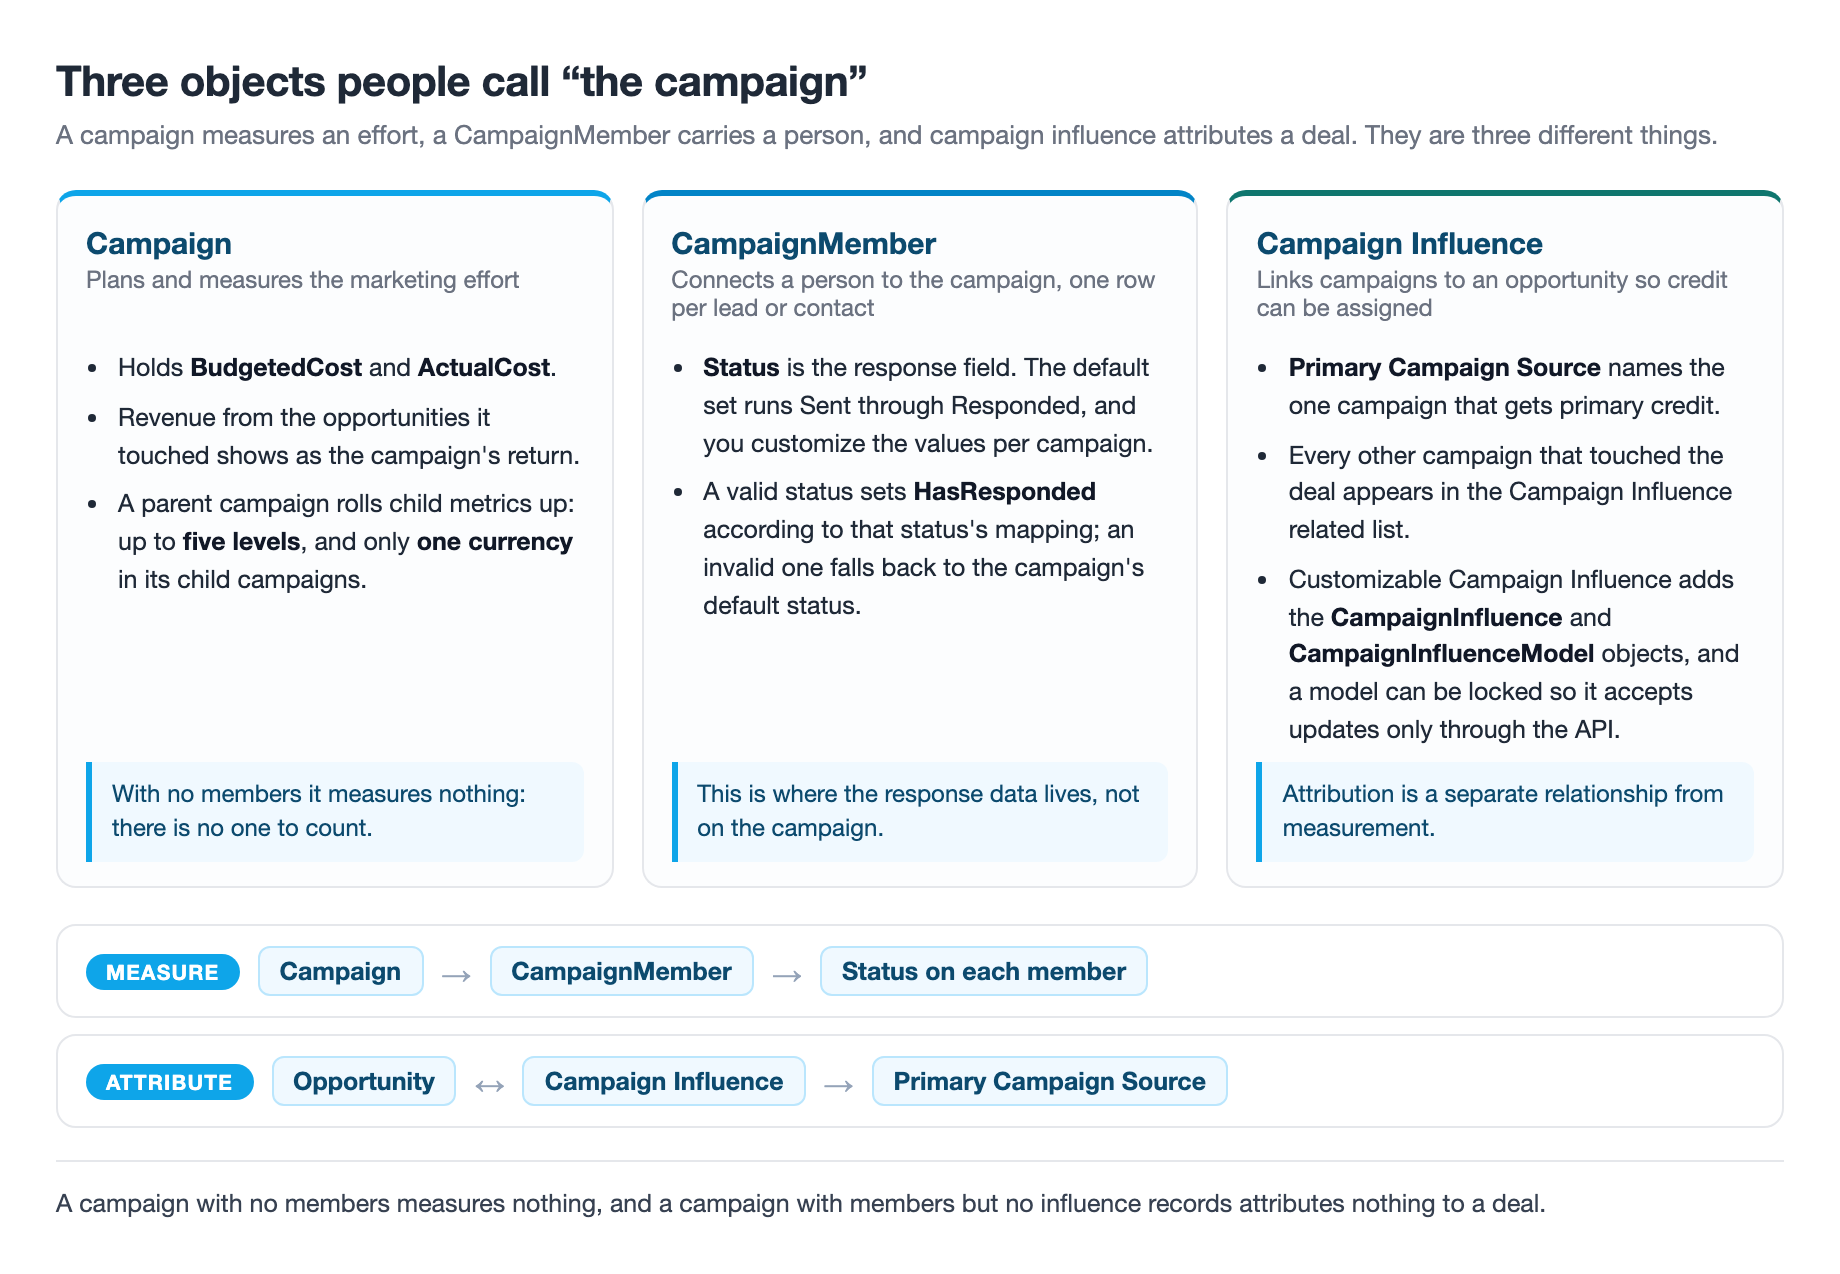 Three objects people call “the campaign”
A campaign measures an effort, a CampaignMember carries a person, and campaign influence attributes a deal. They are three different things.
Campaign
Plans and measures the marketing effort
• Holds BudgetedCost and ActualCost.
• Revenue from the opportunities it
touched shows as the campaign's return.
• A parent campaign rolls child metrics up:
up to five levels, and only one currency
in its child campaigns.
With no members it measures nothing:
there is no one to count.
CampaignMember
Connects a person to the campaign, one row
per lead or contact
• Status is the response field. The default
set runs Sent through Responded, and
you customize the values per campaign.
• A valid status sets HasResponded
according to that status's mapping; an
invalid one falls back to the campaign's
default status.
This is where the response data lives, not
on the campaign.
Campaign Influence
Links campaigns to an opportunity so credit
can be assigned
• Primary Campaign Source names the
one campaign that gets primary credit.
• Every other campaign that touched the
deal appears in the Campaign Influence
related list.
• Customizable Campaign Influence adds
the CampaignInfluence and
CampaignInfluenceModel objects, and
a model can be locked so it accepts
updates only through the API.
Attribution is a separate relationship from
measurement.
MEASURE Campaign → CampaignMember → Status on each member
ATTRIBUTE Opportunity ↔ Campaign Influence → Primary Campaign Source
A campaign with no members measures nothing, and a campaign with members but no influence records attributes nothing to a deal.